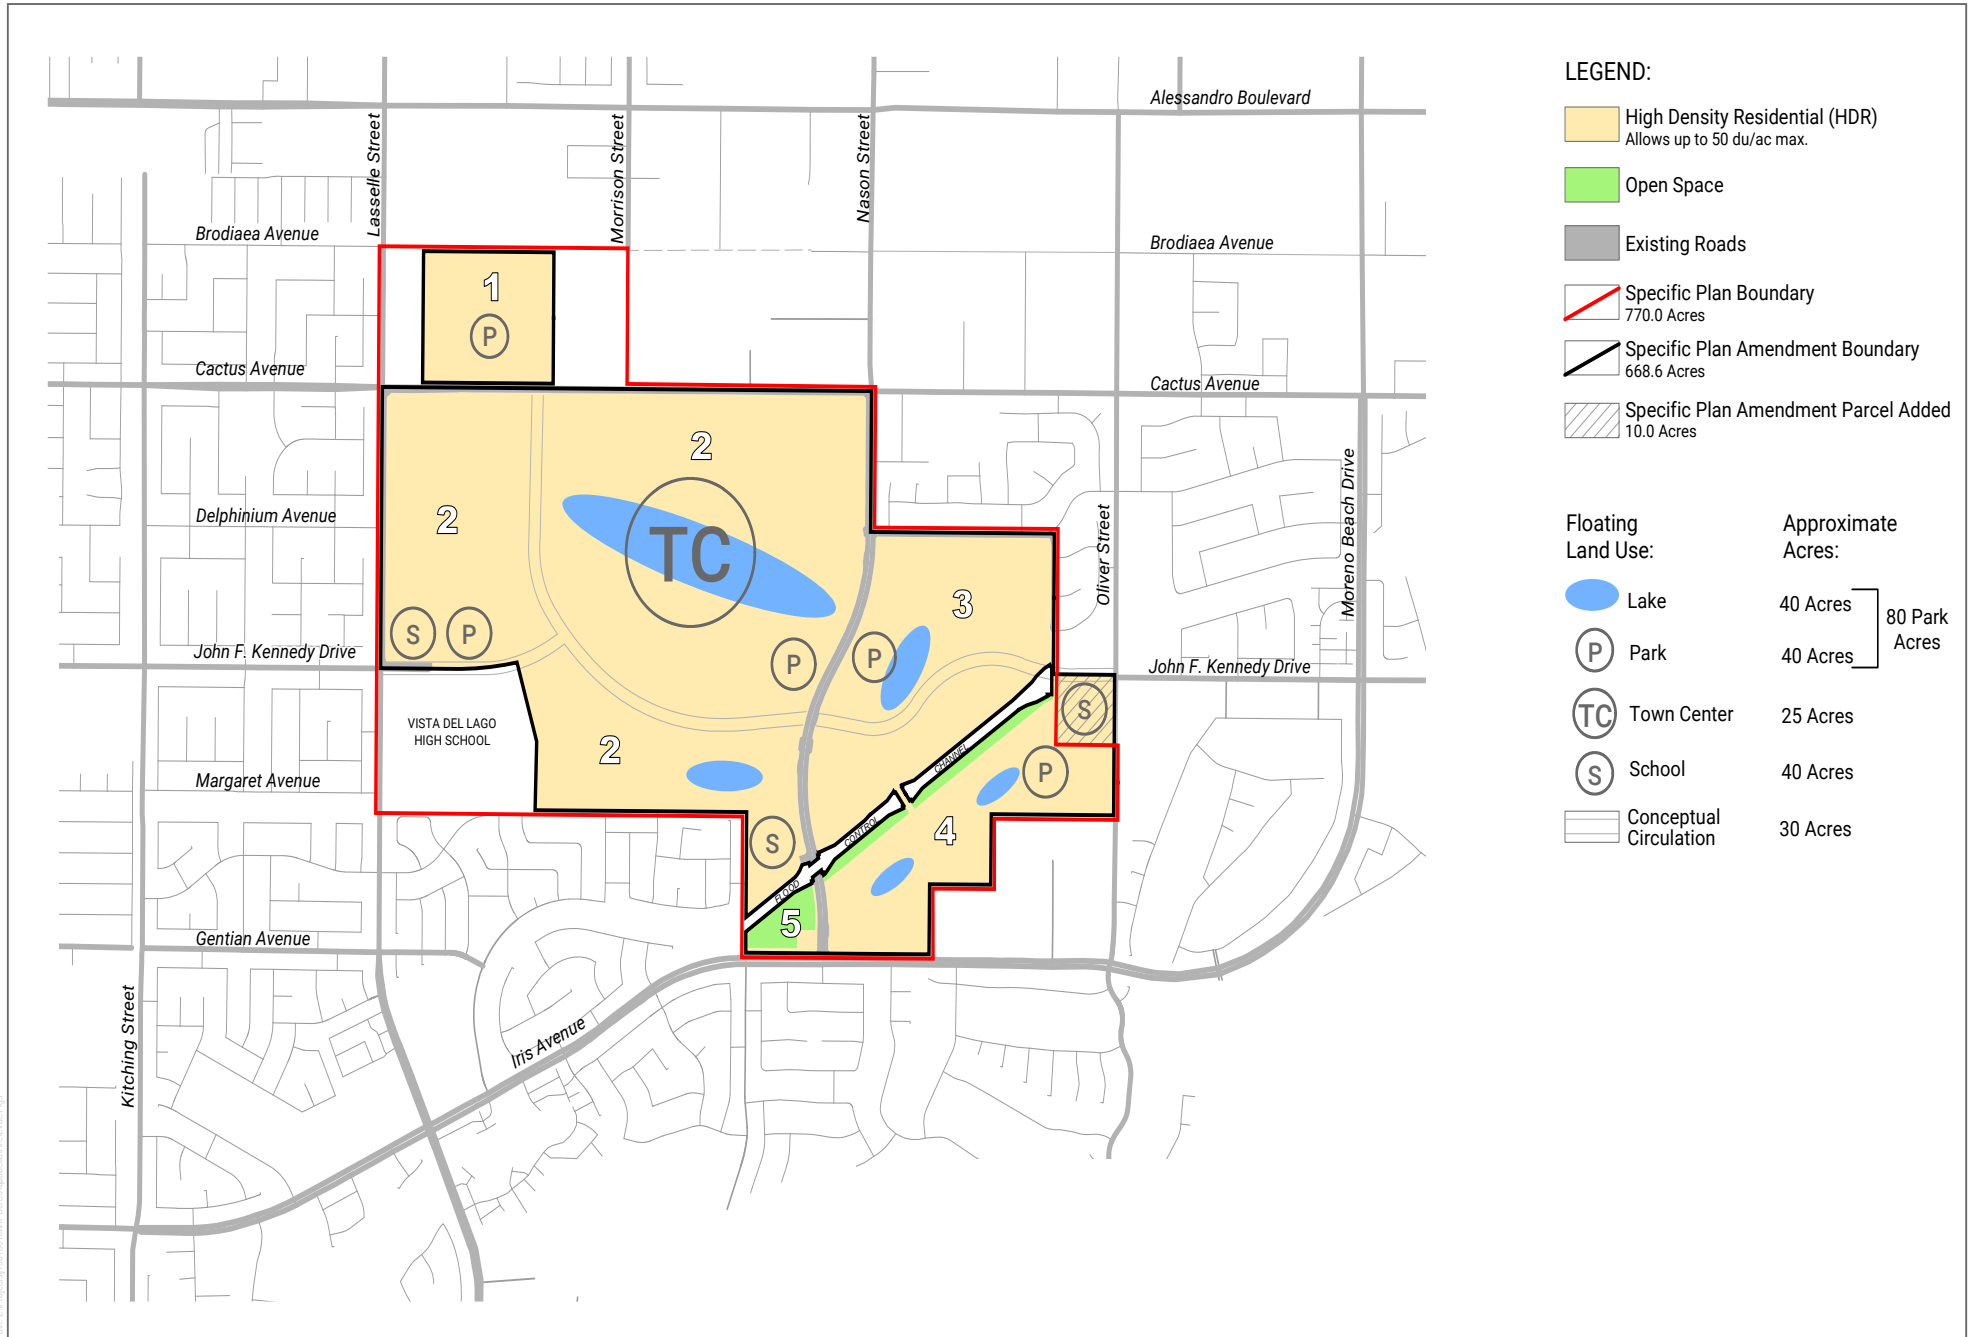 Alessandro Boulevard
Lasselle Street
Morrison Street
Nason Street
Brodiaea Avenue
Brodiaea Avenue
1
P
Cactus Avenue
Cactus Avenue
2
2
Delphinium Avenue
TC
Oliver Street
Moreno Beach Drive
3
S
P
P
P
John F. Kennedy Drive
John F. Kennedy Drive
S
VISTA DEL LAGO
HIGH SCHOOL
2
CHANNEL
P
Margaret Avenue
S
CONTROL
4
FLOOD
5
Gentian Avenue
Kitching Street
Iris Avenue
LEGEND:
High Density Residential (HDR)
Allows up to 50 du/ac max.
Open Space
Existing Roads
Specific Plan Boundary
770.0 Acres
Specific Plan Amendment Boundary
668.6 Acres
Specific Plan Amendment Parcel Added
10.0 Acres
Floating
Land Use:
Approximate
Acres:
Lake
40 Acres
80 Park
Acres
P
Park
40 Acres
TC
Town Center
25 Acres
S
School
40 Acres
Conceptual
Circulation
30 Acres